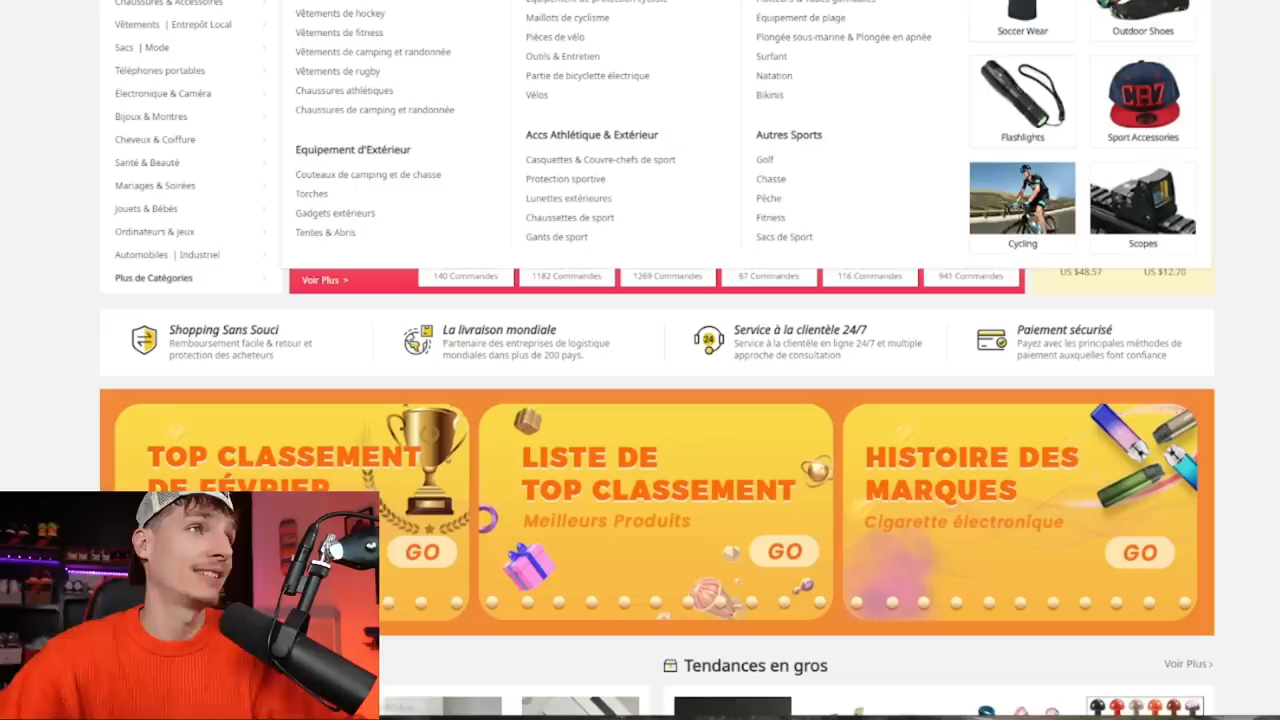 Chaussures & Accessoires
Vêtements | Entrepôt Local
Sacs | Mode
Téléphones portables
Électronique & Caméra
Bijoux & Montres
Cheveux & Coiffure
Santé & Beauté
Mariages & Soirées
Jouets & Bébés
Ordinateurs & Jeux
Automobiles | Industriel
Plus de Catégories
Vêtements de hockey
Vêtements de fitness
Vêtements de camping et randonnée
Vêtements de rugby
Chaussures athlétiques
Chaussures de camping et randonnée
Equipement d'Extérieur
Couteaux de camping et de chasse
Torches
Gadgets extérieurs
Tentes & Abris
Equipement de protection cycliste
Maillots de cyclisme
Pièces de vélo
Outils & Entretien
Partie de bicyclette électrique
Vélos
Accs Athlétique & Extérieur
Casquettes & Couvre-chefs de sport
Protection sportive
Lunettes extérieures
Chaussettes de sport
Gants de sport
Équipement de plage
Plongée sous-marine & Plongée en apnée
Surfant
Natation
Bikinis
Autres Sports
Golf
Chasse
Pêche
Fitness
Sacs de Sport
Soccer Wear
Outdoor Shoes
Flashlights
CA7
Sport Accessories
Cycling
Scopes
Voir Plus >
140 Commandes
1182 Commandes
1269 Commandes
67 Commandes
116 Commandes
941 Commandes
US $48.57
US $12.70
Shopping Sans Souci
Remboursement facile & retour et
protection des acheteurs
La livraison mondiale
Partenaire des entreprises de logistique
mondiales dans plus de 200 pays.
24
Service à la clientèle 24/7
Service à la clientèle en ligne 24/7 et multiple
approche de consultation
Paiement sécurisé
Payez avec les principales méthodes de
paiement auxquelles font confiance
TOP CLASSEMENT
DE FÉVRIER
GO
LISTE DE
TOP CLASSEMENT
Meilleurs Produits
GO
HISTOIRE DES
MARQUES
Cigarette électronique
GO
Tendances en gros
Voir Plus >